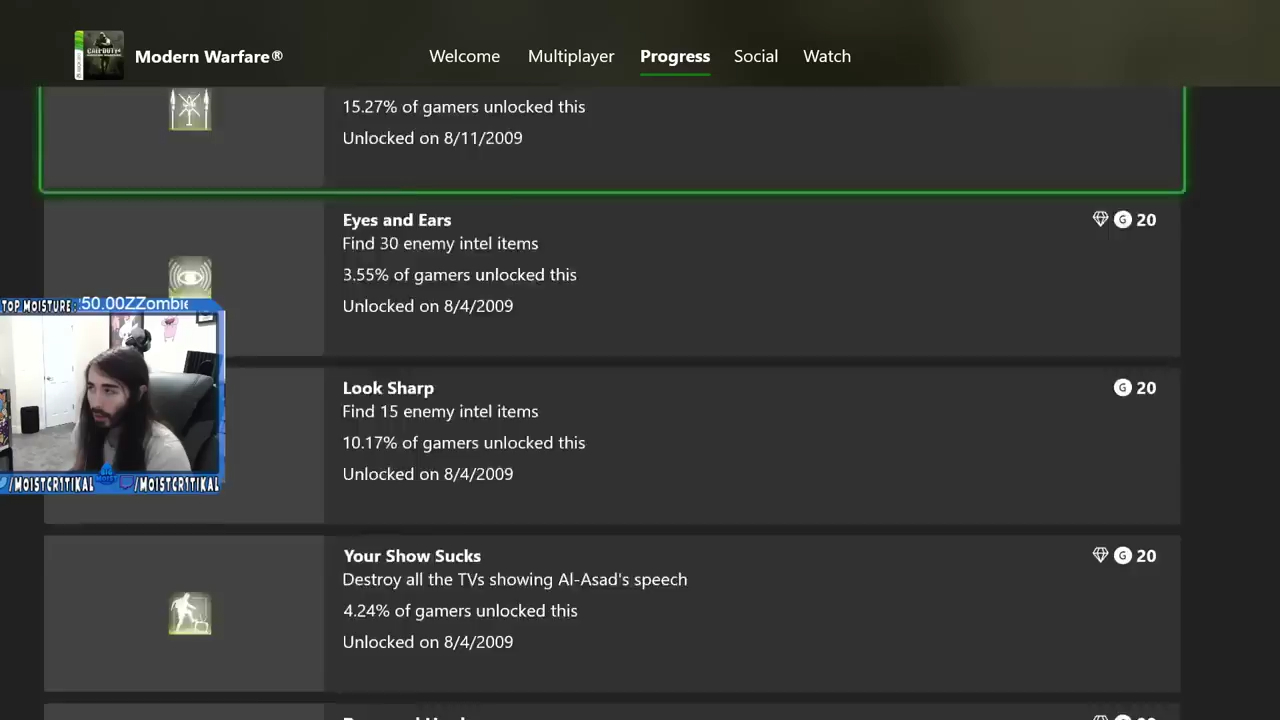 Modern Warfare®
Welcome
Multiplayer
Progress
Social
Watch
15.27% of gamers unlocked this
Unlocked on 8/11/2009
Eyes and Ears
G 20
Find 30 enemy intel items
3.55% of gamers unlocked this
Unlocked on 8/4/2009
TOP MOISTURE: 50.00ZZombie
/MOISTCR1TIKAL
/MOISTCR1TIKAL
Look Sharp
G 20
Find 15 enemy intel items
10.17% of gamers unlocked this
Unlocked on 8/4/2009
Your Show Sucks
G 20
Destroy all the TVs showing Al-Asad's speech
4.24% of gamers unlocked this
Unlocked on 8/4/2009